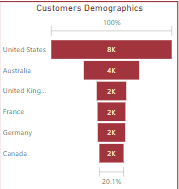 Customers Demographics
100%
United States 8K
Australia 4K
United King... 2K
France 2K
Germany 2K
Canada 2K
20.1%